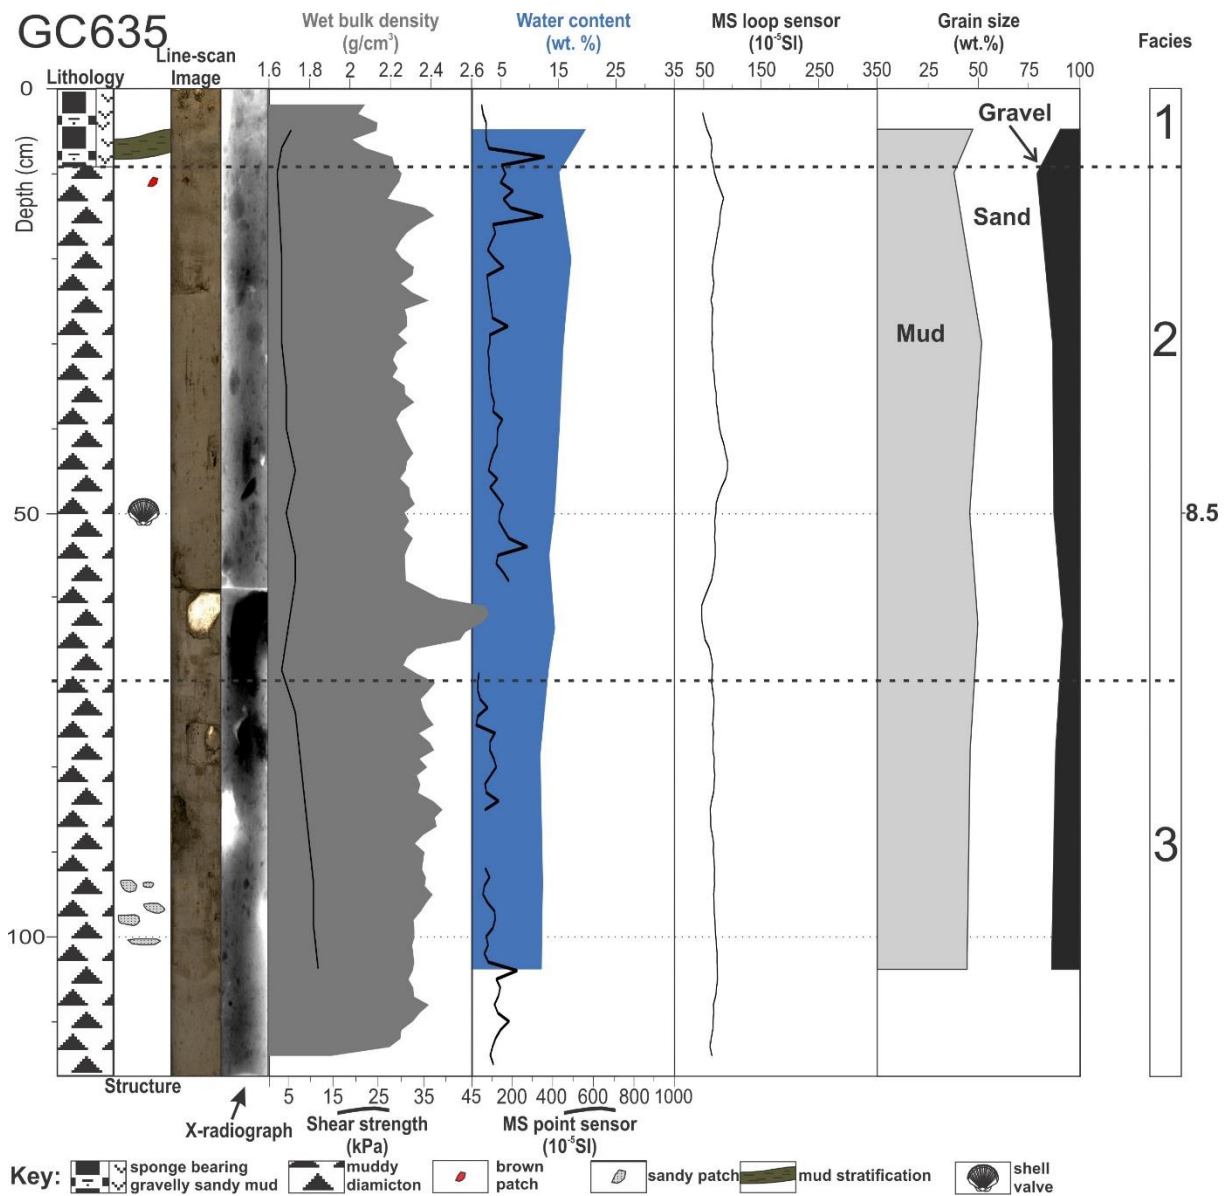 GC635
Wet bulk density
(g/cm³)
Water content
(wt. %)
MS loop sensor
(10⁻⁵SI)
Grain size
(wt.%)
Facies
Lithology
Line-scan
Image
1.6 1.8 2 2.2 2.4 2.6 5 15 25 35 50 150 250 350 25 50 75 100
0
50
100
Depth (cm)
Gravel
Sand
Mud
1
2
8.5
3
Structure
X-radiograph
5 15 25 35 45 200 400 600 800 1000
Shear strength
(kPa)
MS point sensor
(10⁻⁵SI)
Key:
sponge bearing
gravelly sandy mud
muddy
diamicton
brown
patch
sandy patch
mud stratification
shell
valve